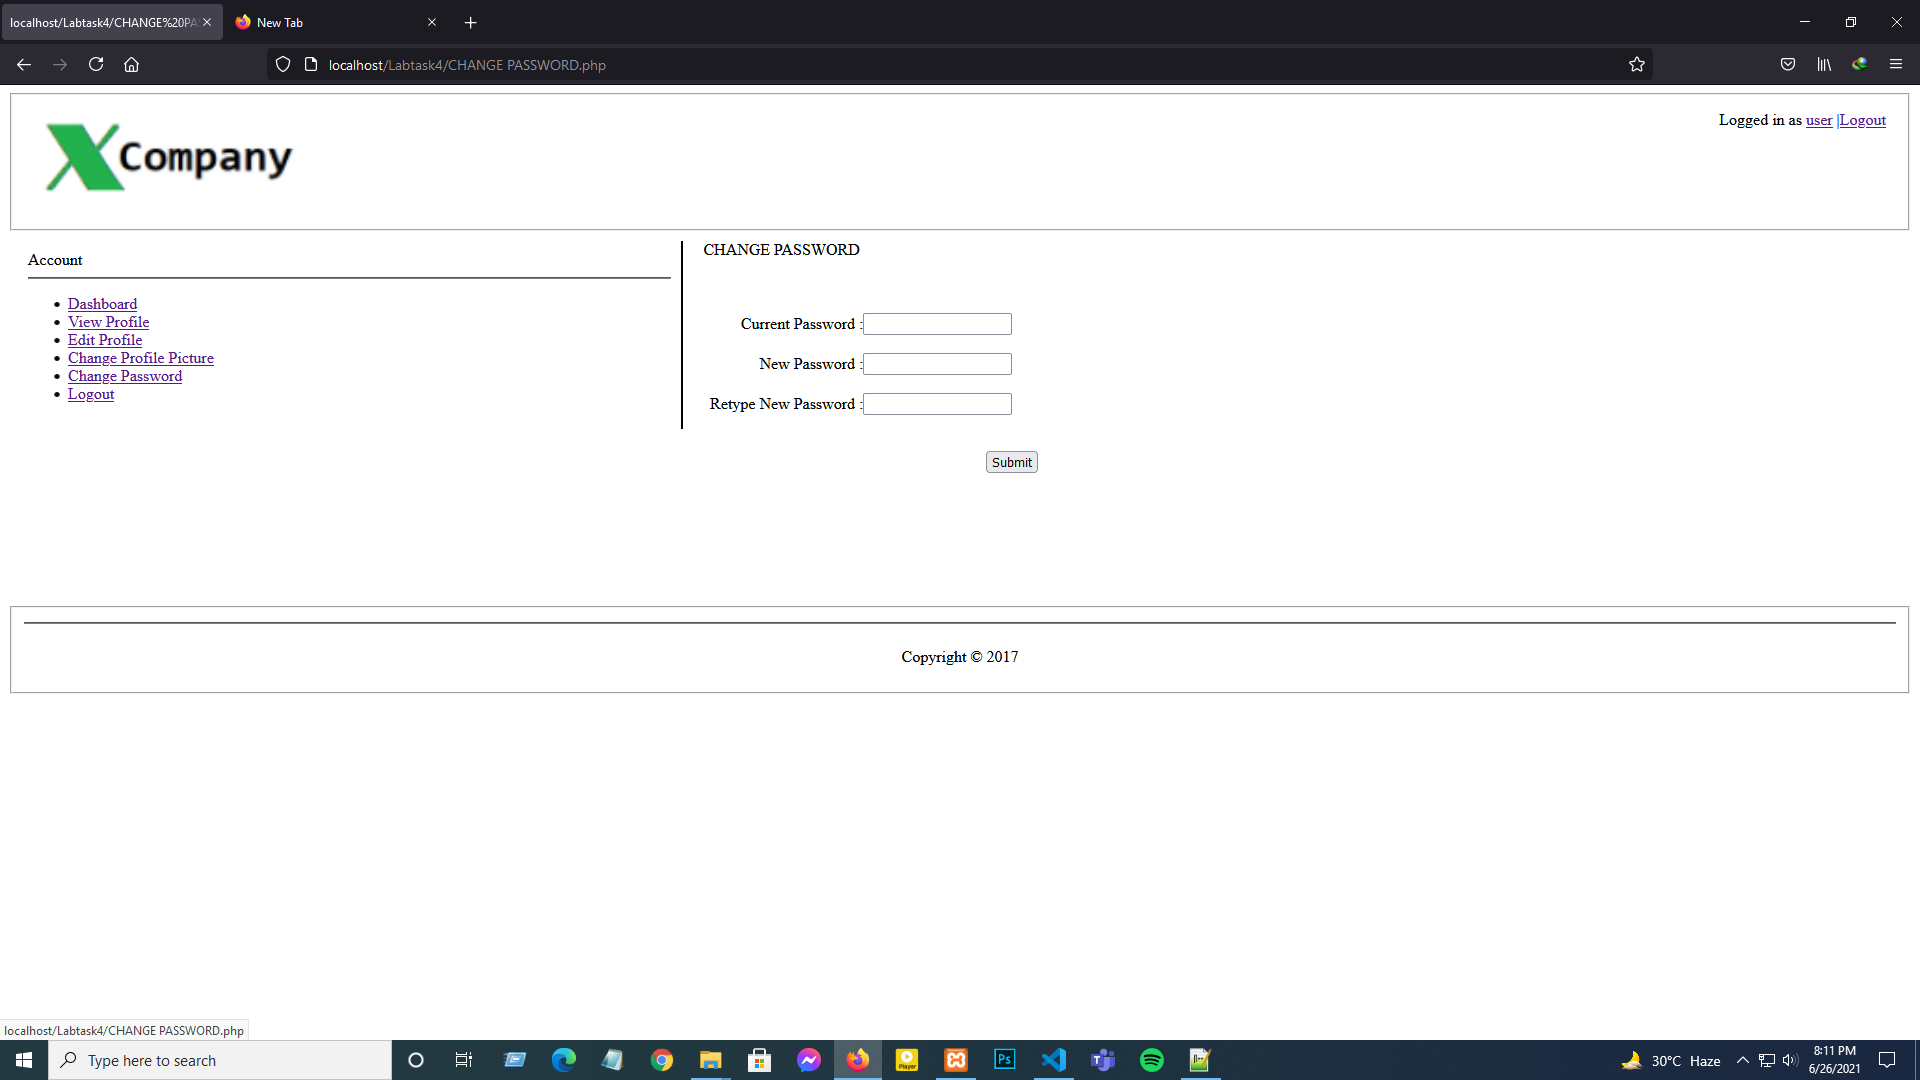 localhost/Labtask4/CHANGE%20PA
New Tab
localhost/Labtask4/CHANGE PASSWORD.php
X Company
Logged in as user |Logout
Account
Dashboard
View Profile
Edit Profile
Change Profile Picture
Change Password
Logout
CHANGE PASSWORD
Current Password :
New Password :
Retype New Password :
Submit
Copyright © 2017
localhost/Labtask4/CHANGE PASSWORD.php
Type here to search
Player
Ps
30°C Haze
8:11 PM
6/26/2021